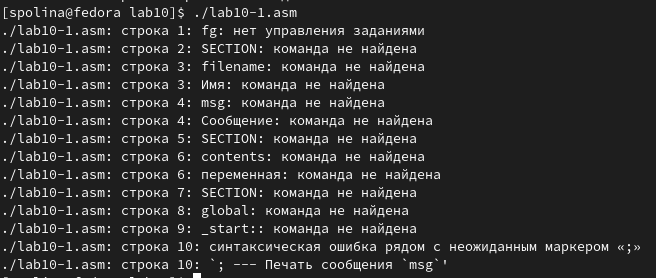 [spolina@fedora lab10]$ ./lab10-1.asm
./lab10-1.asm: строка 1: fg: нет управления заданиями
./lab10-1.asm: строка 2: SECTION: команда не найдена
./lab10-1.asm: строка 3: filename: команда не найдена
./lab10-1.asm: строка 3: Имя: команда не найдена
./lab10-1.asm: строка 4: msg: команда не найдена
./lab10-1.asm: строка 4: Сообщение: команда не найдена
./lab10-1.asm: строка 5: SECTION: команда не найдена
./lab10-1.asm: строка 6: contents: команда не найдена
./lab10-1.asm: строка 6: переменная: команда не найдена
./lab10-1.asm: строка 7: SECTION: команда не найдена
./lab10-1.asm: строка 8: global: команда не найдена
./lab10-1.asm: строка 9: _start:: команда не найдена
./lab10-1.asm: строка 10: синтаксическая ошибка рядом с неожиданным маркером «;»
./lab10-1.asm: строка 10: `; --- Печать сообщения `msg`'